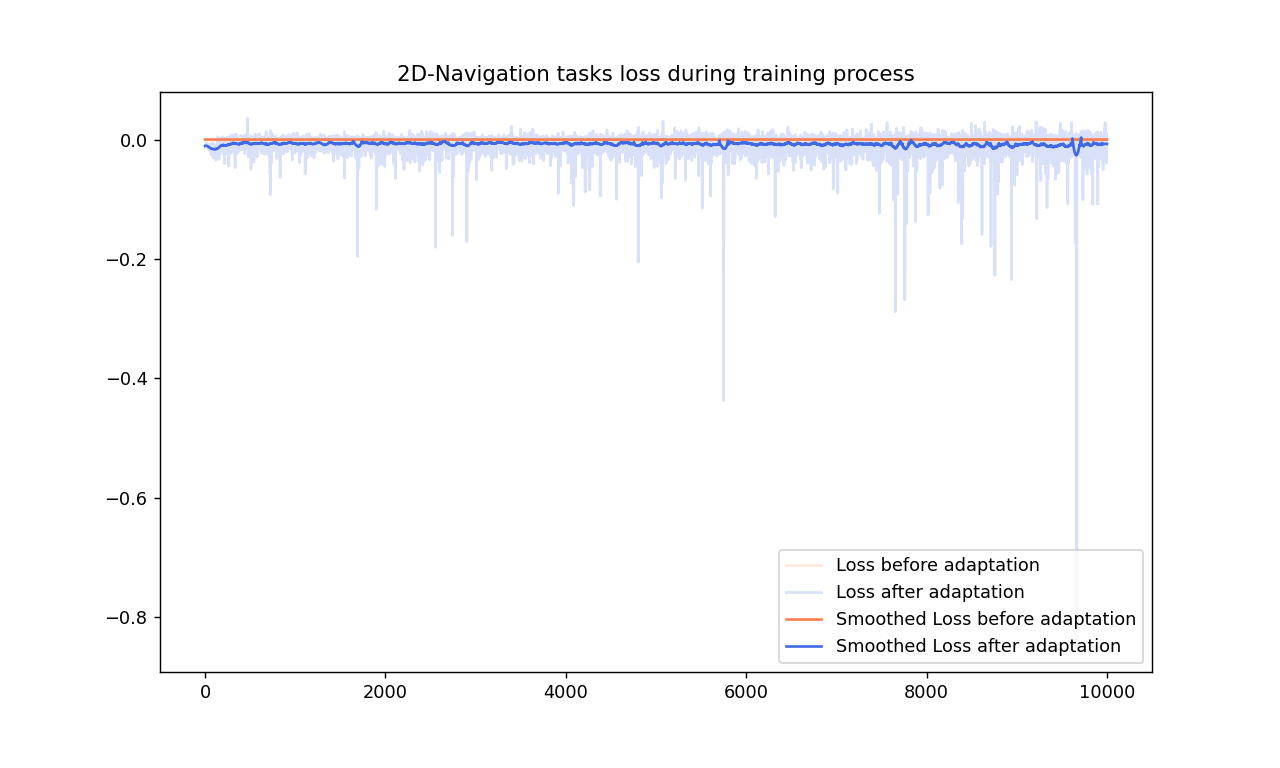 2D-Navigation tasks loss during training process
0.0
−0.2
−0.4
−0.6
−0.8
Loss before adaptation
Loss after adaptation
Smoothed Loss before adaptation
Smoothed Loss after adaptation
0 2000 4000 6000 8000 10000